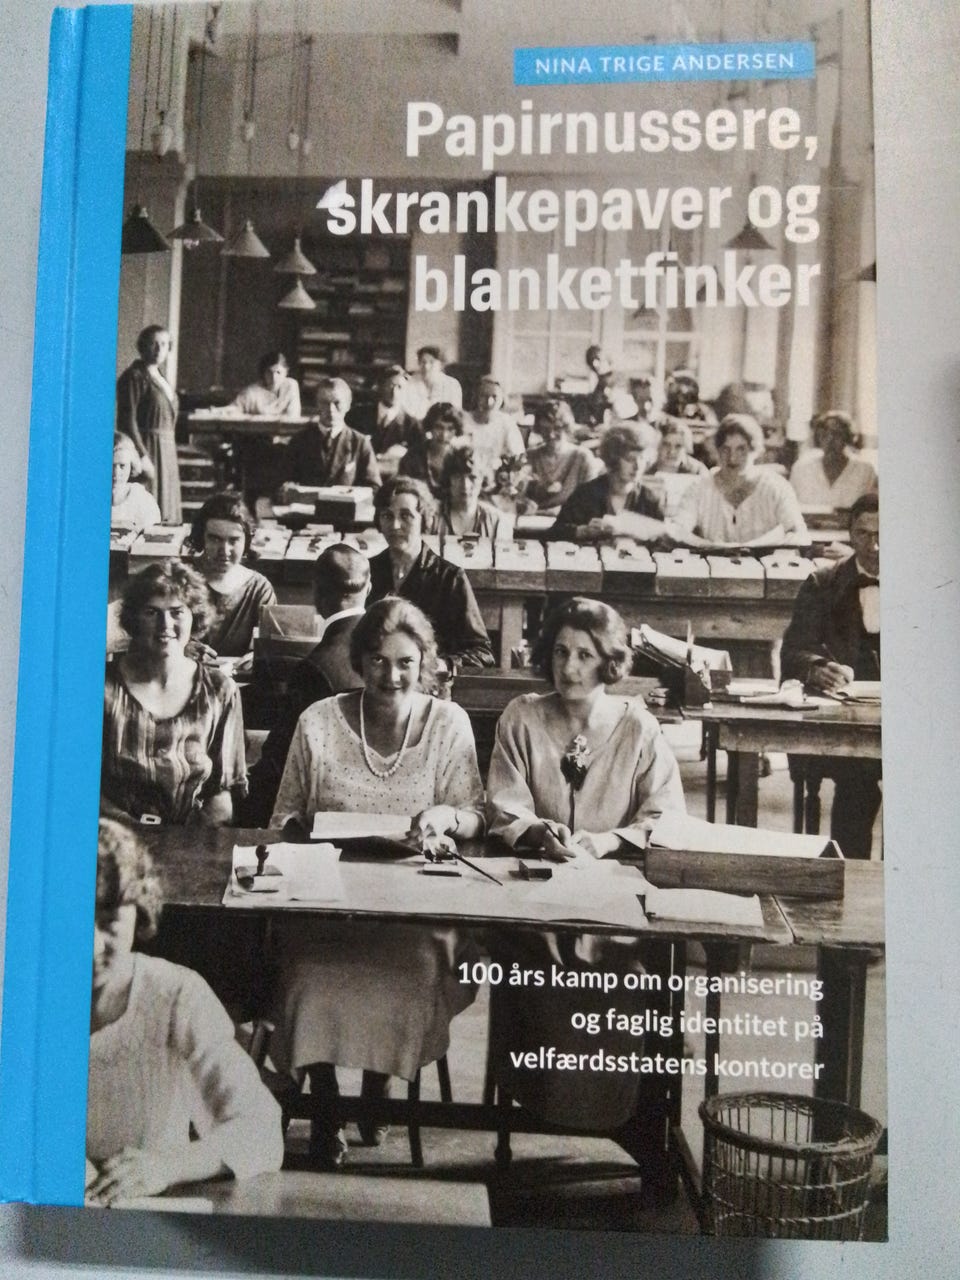 NINA TRIGE ANDERSEN
Papirnussere,
skrankepaver og
blanketfinker
100 års kamp om organisering
og faglig identitet på
velfærdsstatens kontorer